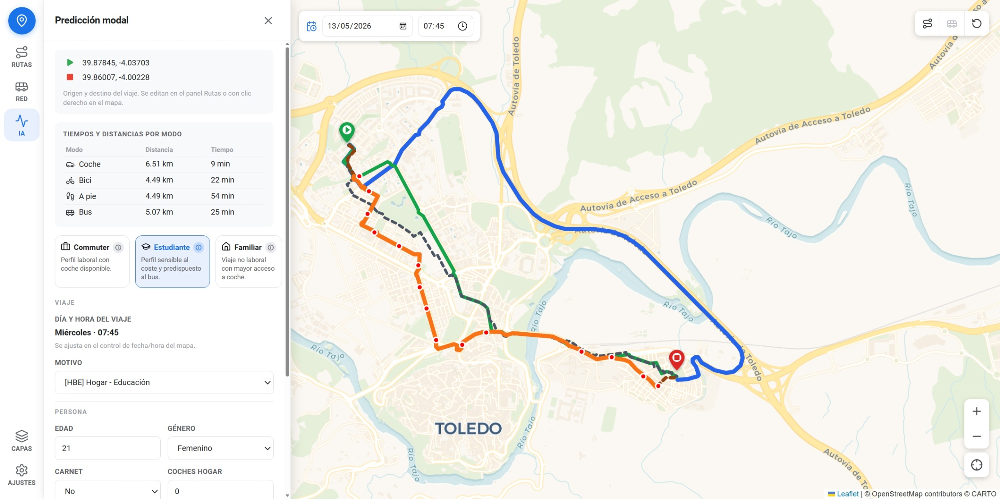 Predicción modal
RUTAS
RED
IA
CAPAS
AJUSTES
39.87845, -4.03703
39.86007, -4.00228
Origen y destino del viaje. Se editan en el panel Rutas o con clic
derecho en el mapa.
TIEMPOS Y DISTANCIAS POR MODO
Modo Distancia Tiempo
Coche 6.51 km 9 min
Bici 4.49 km 22 min
A pie 4.49 km 54 min
Bus 5.07 km 25 min
Commuter
Perfil laboral con
coche disponible.
Estudiante
Perfil sensible al
coste y predispuesto
al bus.
Familiar
Viaje no laboral
con mayor acceso
a coche.
VIAJE
DÍA Y HORA DEL VIAJE
Miércoles · 07:45
Se ajusta en el control de fecha/hora del mapa.
MOTIVO
[HBE] Hogar - Educación
PERSONA
EDAD GÉNERO
21 Femenino
CARNET COCHES HOGAR
No 0
13/05/2026 07:45
Autovía de Toledo
Autovía de Acceso a Toledo
Autovía de Acceso a Toledo
Río Tajo
Río Tajo
Río Tajo
Río Tajo
Río Tajo
Río Tajo
Río Tajo
TOLEDO
+
−
Leaflet | © OpenStreetMap contributors © CARTO